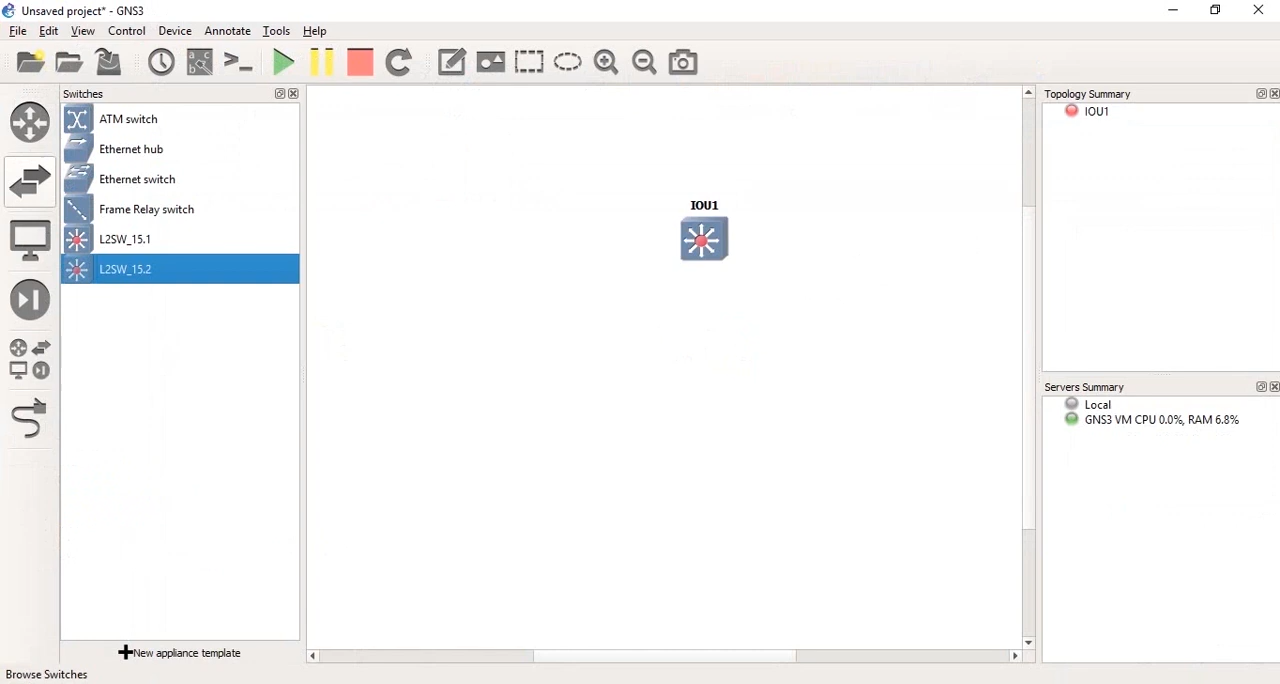 Unsaved project* - GNS3
File Edit View Control Device Annotate Tools Help
Switches
ATM switch
Ethernet hub
Ethernet switch
Frame Relay switch
L2SW_15.1
L2SW_15.2
New appliance template
Browse Switches
IOU1
Topology Summary
IOU1
Servers Summary
Local
GNS3 VM CPU 0.0%, RAM 6.8%